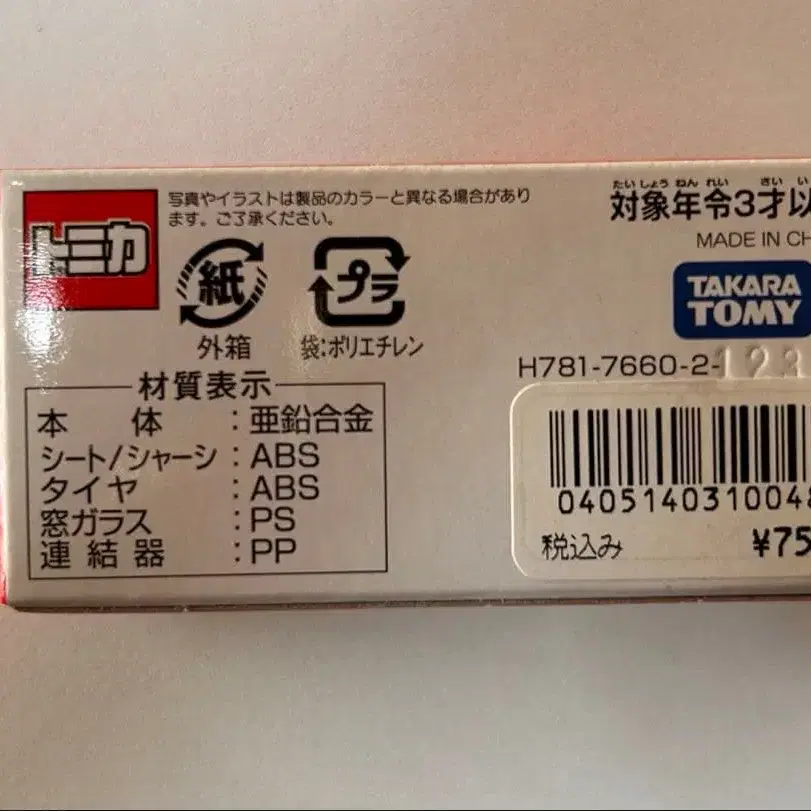 トミカ
写真やイラストは製品のカラーと異なる場合があり
ます。ご了承ください。
紙
外箱
プラ
袋:ポリエチレン
たいしょう ねん れい さい い
対象年令3才以
MADE IN CH
TAKARA
TOMY
H781-7660-2-123
材質表示
本 体 :亜鉛合金
シート/シャーシ:ABS
タイヤ :ABS
窓ガラス :PS
連結器 :PP
0405140310048
税込み ¥75